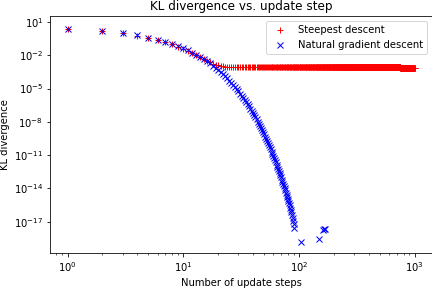 KL divergence vs. update step
Steepest descent
Natural gradient descent
KL divergence
10²
10⁻²
10⁻⁵
10⁻⁸
10⁻¹¹
10⁻¹⁴
10⁻¹⁷
10⁰
10¹
10²
10³
Number of update steps